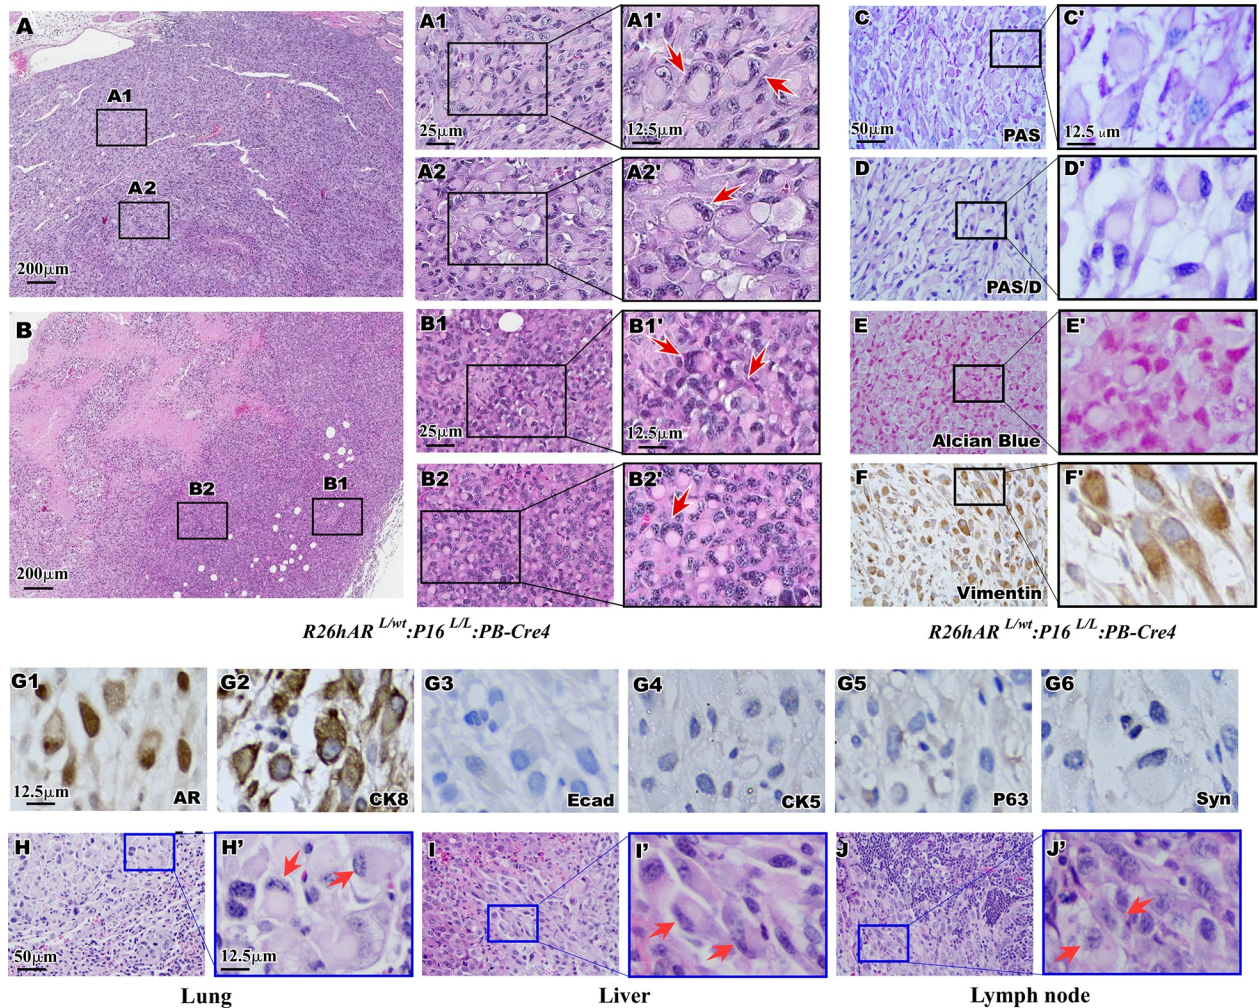 A
A1
A2
200μm
A1
25μm
A1'
12.5μm
A2
A2'
B
B2
B1
200μm
B1
25μm
B1'
12.5μm
B2
B2'
R26hAR L/wt:P16 L/L:PB-Cre4
C
50μm
PAS
C'
12.5 um
D
PAS/D
D'
E
Alcian Blue
E'
F
Vimentin
F'
R26hAR L/wt:P16 L/L:PB-Cre4
G1
12.5μm
AR
G2
CK8
G3
Ecad
G4
CK5
G5
P63
G6
Syn
H
50μm
H’
12.5μm
I
I’
J
J’
Lung
Liver
Lymph node